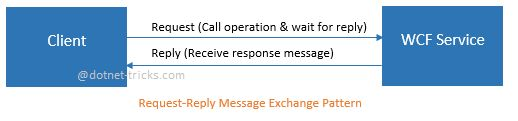 Client
Request (Call operation & wait for reply)
Reply (Receive response message)
WCF Service
@dotnet-tricks.com
Request-Reply Message Exchange Pattern